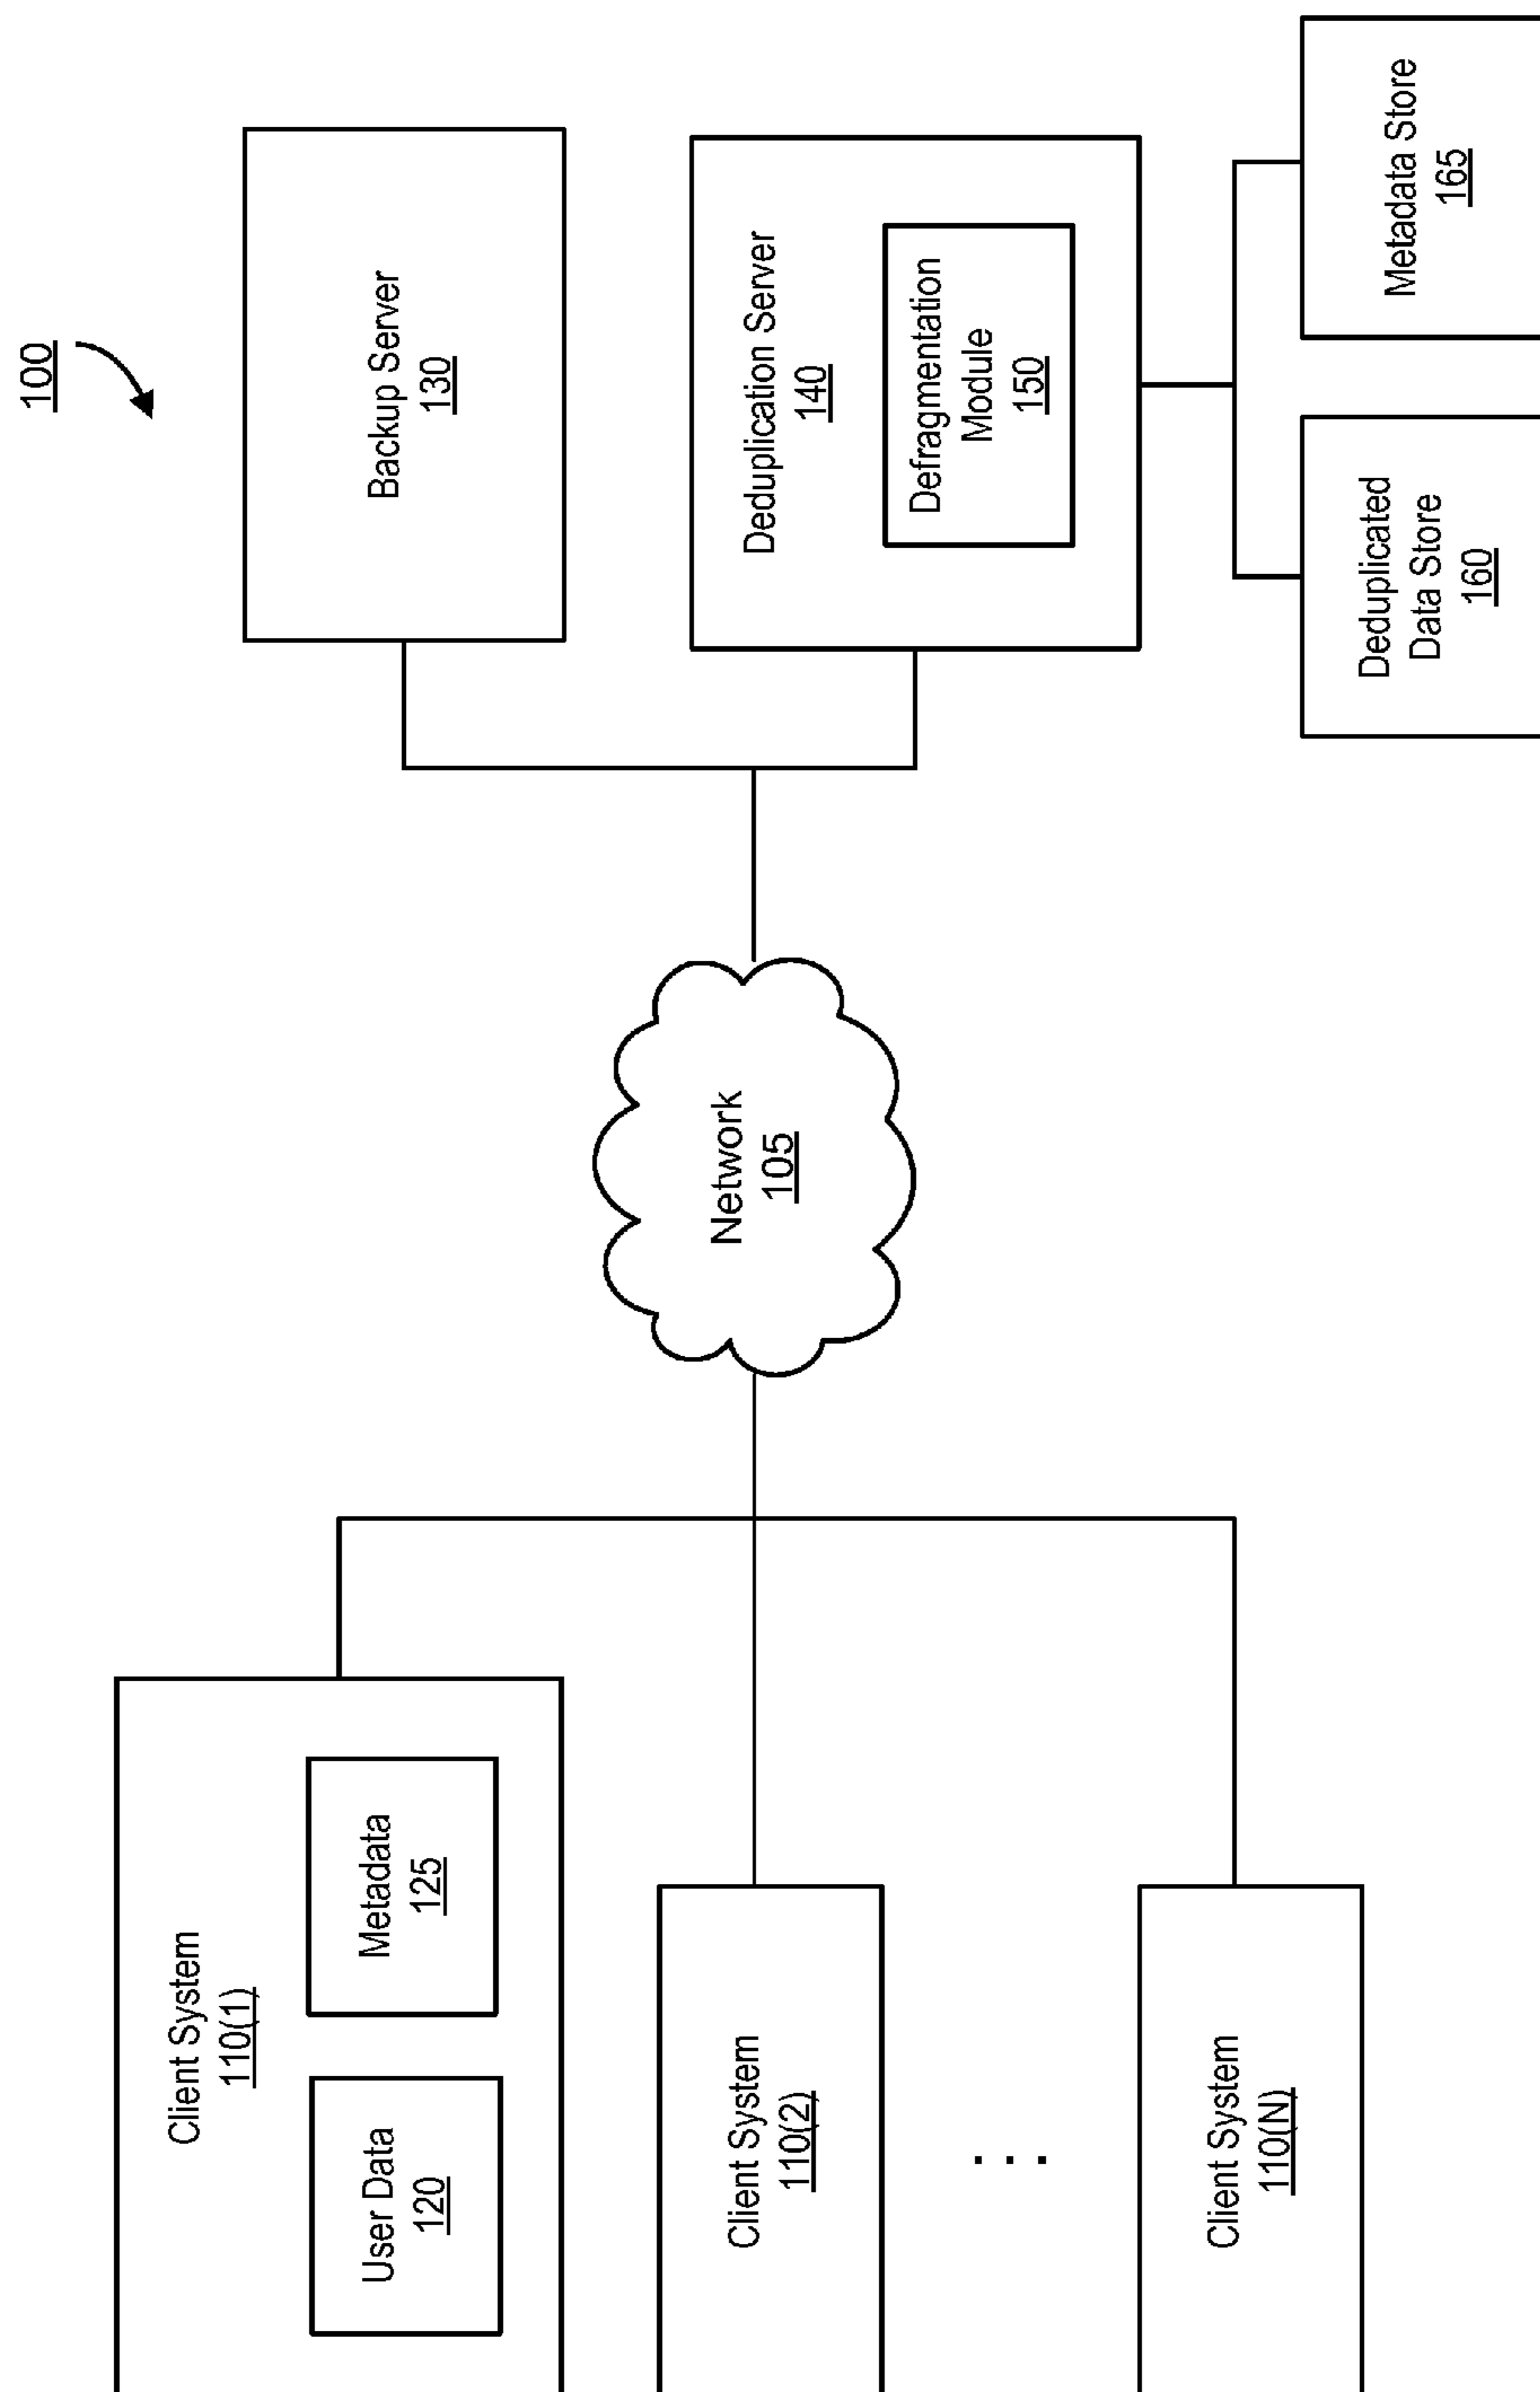 100
Client System
110(1)
User Data
120
Metadata
125
Client System
110(2)
. . .
Client System
110(N)
Network
105
Backup Server
130
Deduplication Server
140
Defragmentation
Module
150
Deduplicated
Data Store
160
Metadata Store
165